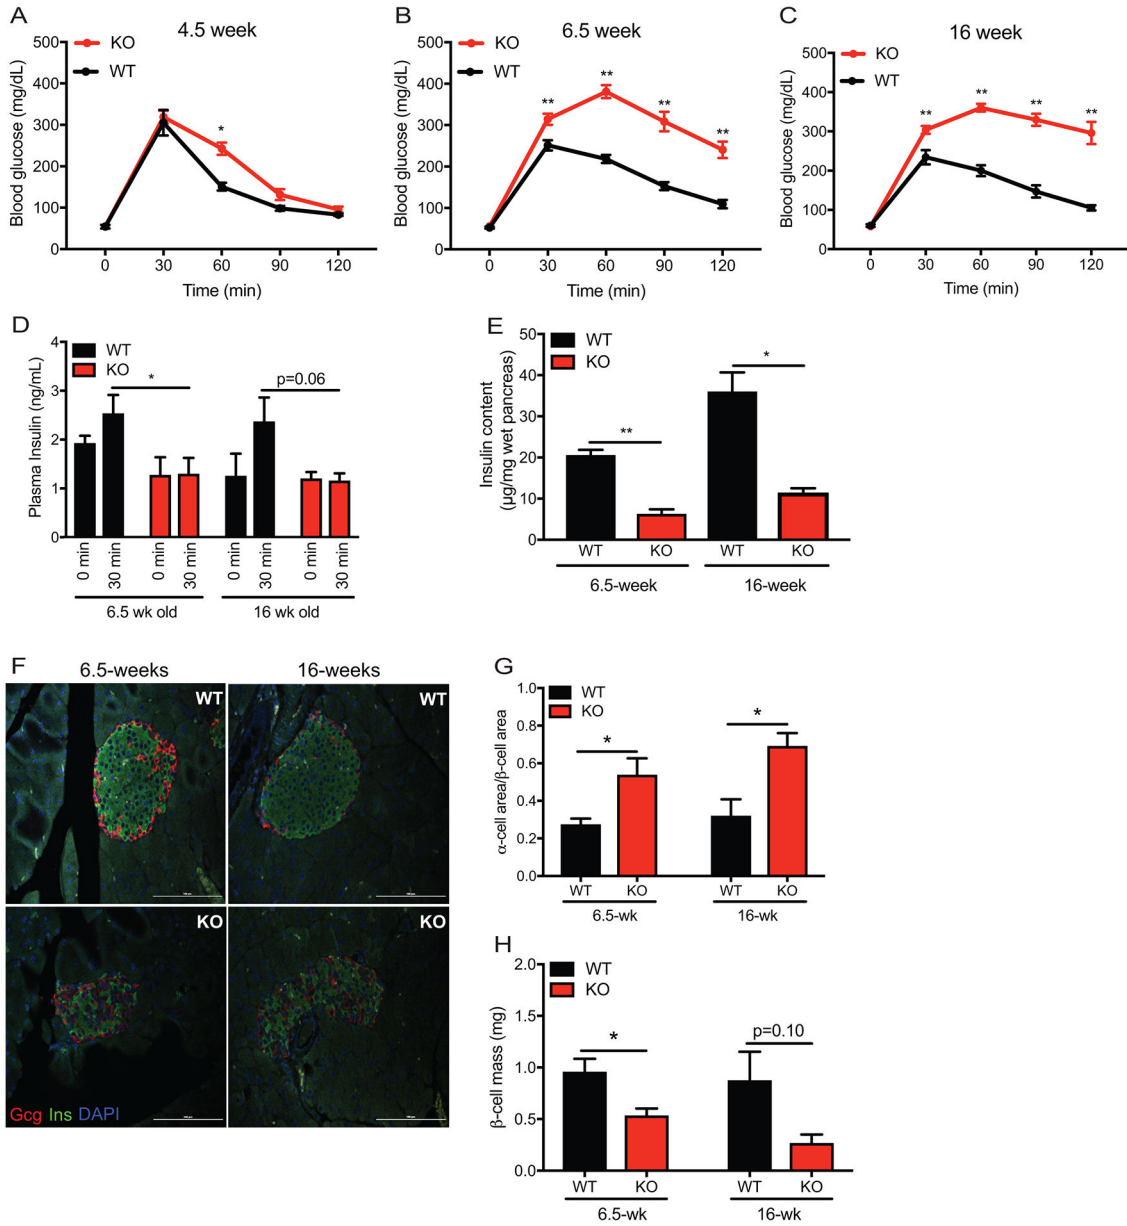 A
4.5 week
KO
WT
Blood glucose (mg/dL)
500
400
300
200
100
0
*
0 30 60 90 120
Time (min)
B
6.5 week
KO
WT
Blood glucose (mg/dL)
500
400
300
200
100
0
** ** ** **
0 30 60 90 120
Time (min)
C
16 week
KO
WT
Blood glucose (mg/dL)
500
400
300
200
100
0
** ** ** **
0 30 60 90 120
Time (min)
D
WT
KO
Plasma Insulin (ng/mL)
4
3
2
1
0
*
p=0.06
0 min 30 min 0 min 30 min 0 min 30 min 0 min 30 min
6.5 wk old 16 wk old
E
WT
KO
Insulin content
(µg/mg wet pancreas)
50
40
30
20
10
0
**
*
WT KO WT KO
6.5-week 16-week
F
6.5-weeks 16-weeks
WT WT
KO KO
Gcg Ins DAPI
G
WT
KO
α-cell area/β-cell area
1.0
0.8
0.6
0.4
0.2
0.0
*
*
WT KO WT KO
6.5-wk 16-wk
H
WT
KO
β-cell mass (mg)
2.0
1.5
1.0
0.5
0.0
*
p=0.10
WT KO WT KO
6.5-wk 16-wk